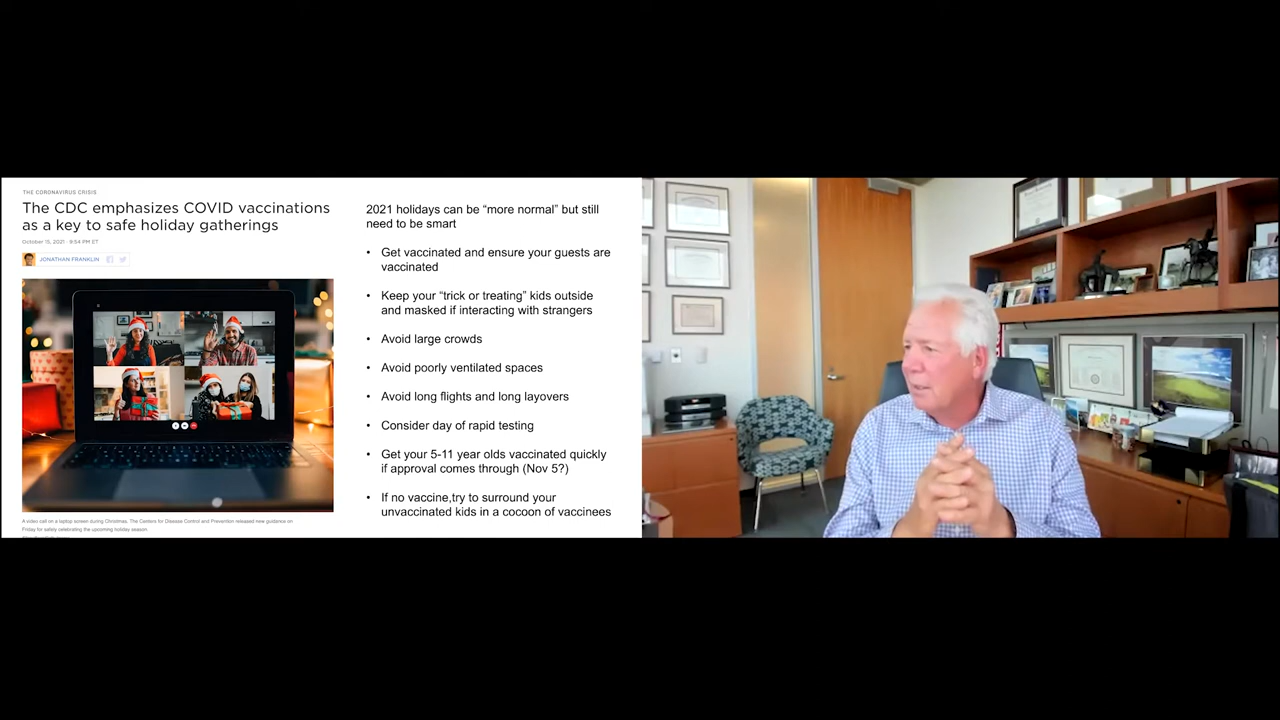 THE CORONAVIRUS CRISIS
The CDC emphasizes COVID vaccinations
as a key to safe holiday gatherings
October 15, 2021 · 9:54 PM ET
JONATHAN FRANKLIN
A video call on a laptop screen during Christmas. The Centers for Disease Control and Prevention released new guidance on
Friday for safely celebrating the upcoming holiday season.
2021 holidays can be “more normal” but still
need to be smart
• Get vaccinated and ensure your guests are
vaccinated
• Keep your “trick or treating” kids outside
and masked if interacting with strangers
• Avoid large crowds
• Avoid poorly ventilated spaces
• Avoid long flights and long layovers
• Consider day of rapid testing
• Get your 5-11 year olds vaccinated quickly
if approval comes through (Nov 5?)
• If no vaccine,try to surround your
unvaccinated kids in a cocoon of vaccinees